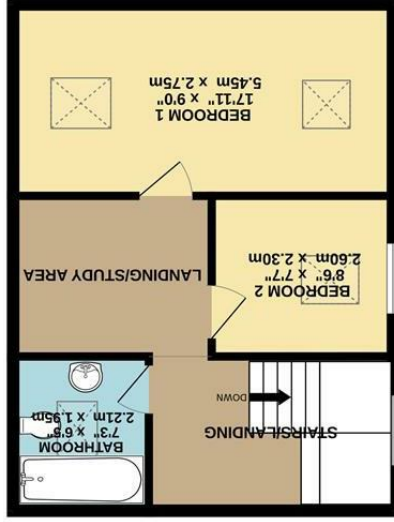 BATHROOM
7'3" x 6'5"
2.21m x 1.95m
STAIRS/LANDING
DOWN
BEDROOM 2
8'6" x 7'7"
2.60m x 2.30m
LANDING/STUDY AREA
BEDROOM 1
17'11" x 9'0"
5.45m x 2.75m